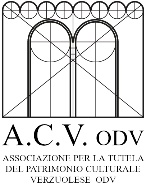 A.C.V. ODV
ASSOCIAZIONE PER LA TUTELA
DEL PATRIMONIO CULTURALE
VERZUOLESE ODV